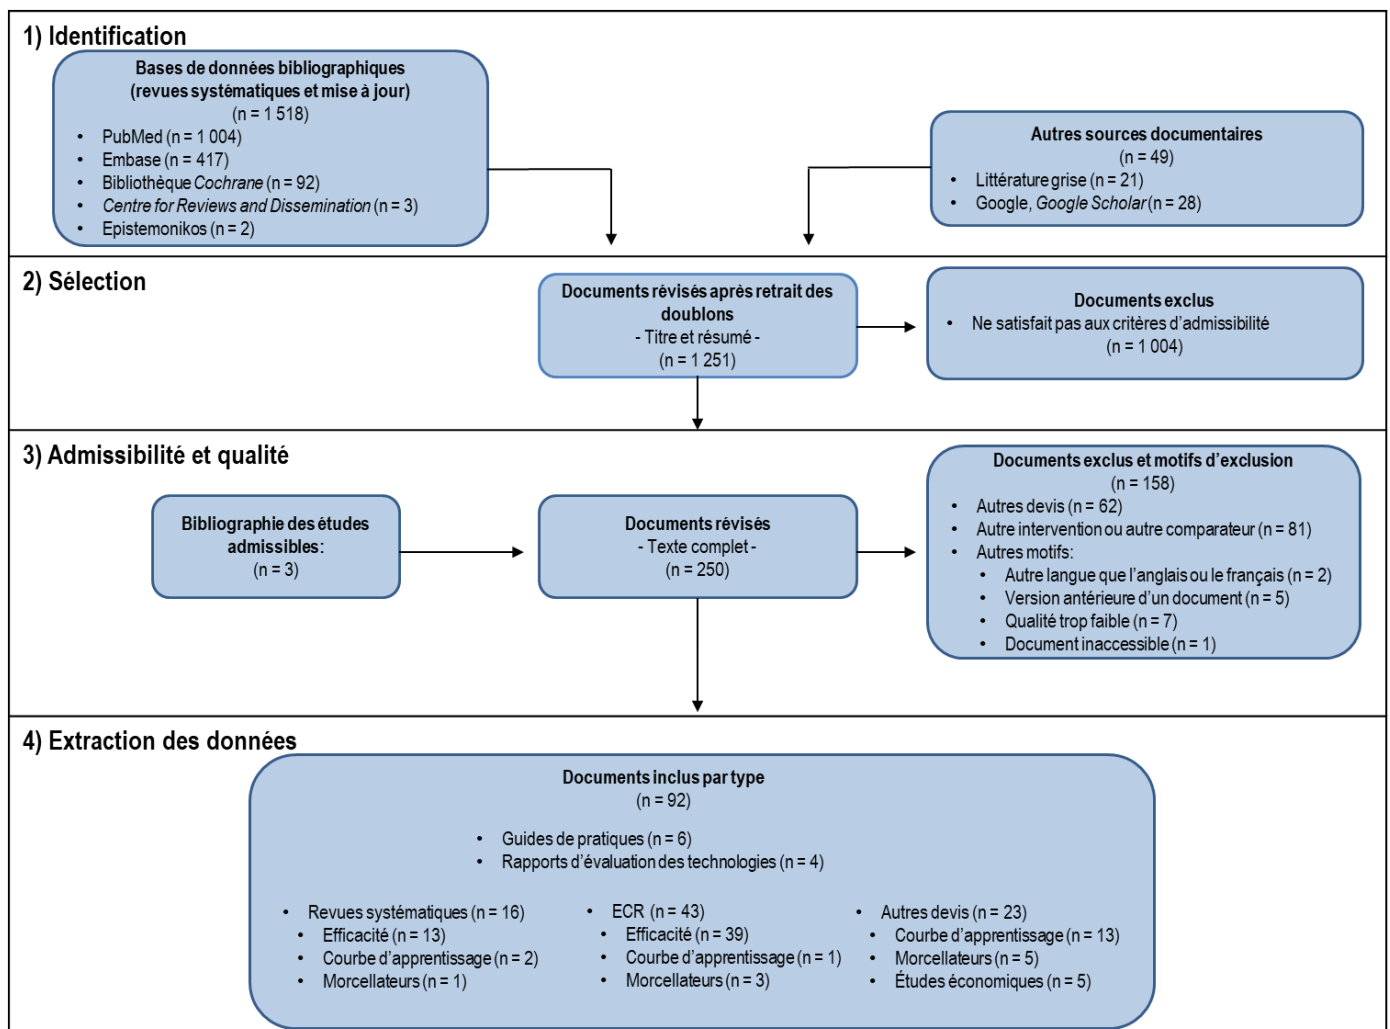 1) Identification
Bases de données bibliographiques
(revues systématiques et mise à jour)
(n = 1 518)
• PubMed (n = 1 004)
• Embase (n = 417)
• Bibliothèque Cochrane (n = 92)
• Centre for Reviews and Dissemination (n = 3)
• Epistemonikos (n = 2)
Autres sources documentaires
(n = 49)
• Littérature grise (n = 21)
• Google, Google Scholar (n = 28)
2) Sélection
Documents révisés après retrait des
doublons
- Titre et résumé -
(n = 1 251)
Documents exclus
• Ne satisfait pas aux critères d’admissibilité
(n = 1 004)
3) Admissibilité et qualité
Bibliographie des études
admissibles:
(n = 3)
Documents révisés
- Texte complet -
(n = 250)
Documents exclus et motifs d’exclusion
(n = 158)
• Autres devis (n = 62)
• Autre intervention ou autre comparateur (n = 81)
• Autres motifs:
• Autre langue que l’anglais ou le français (n = 2)
• Version antérieure d’un document (n = 5)
• Qualité trop faible (n = 7)
• Document inaccessible (n = 1)
4) Extraction des données
Documents inclus par type
(n = 92)
• Guides de pratiques (n = 6)
• Rapports d’évaluation des technologies (n = 4)
• Revues systématiques (n = 16)
• Efficacité (n = 13)
• Courbe d’apprentissage (n = 2)
• Morcellateurs (n = 1)
• ECR (n = 43)
• Efficacité (n = 39)
• Courbe d’apprentissage (n = 1)
• Morcellateurs (n = 3)
• Autres devis (n = 23)
• Courbe d’apprentissage (n = 13)
• Morcellateurs (n = 5)
• Études économiques (n = 5)